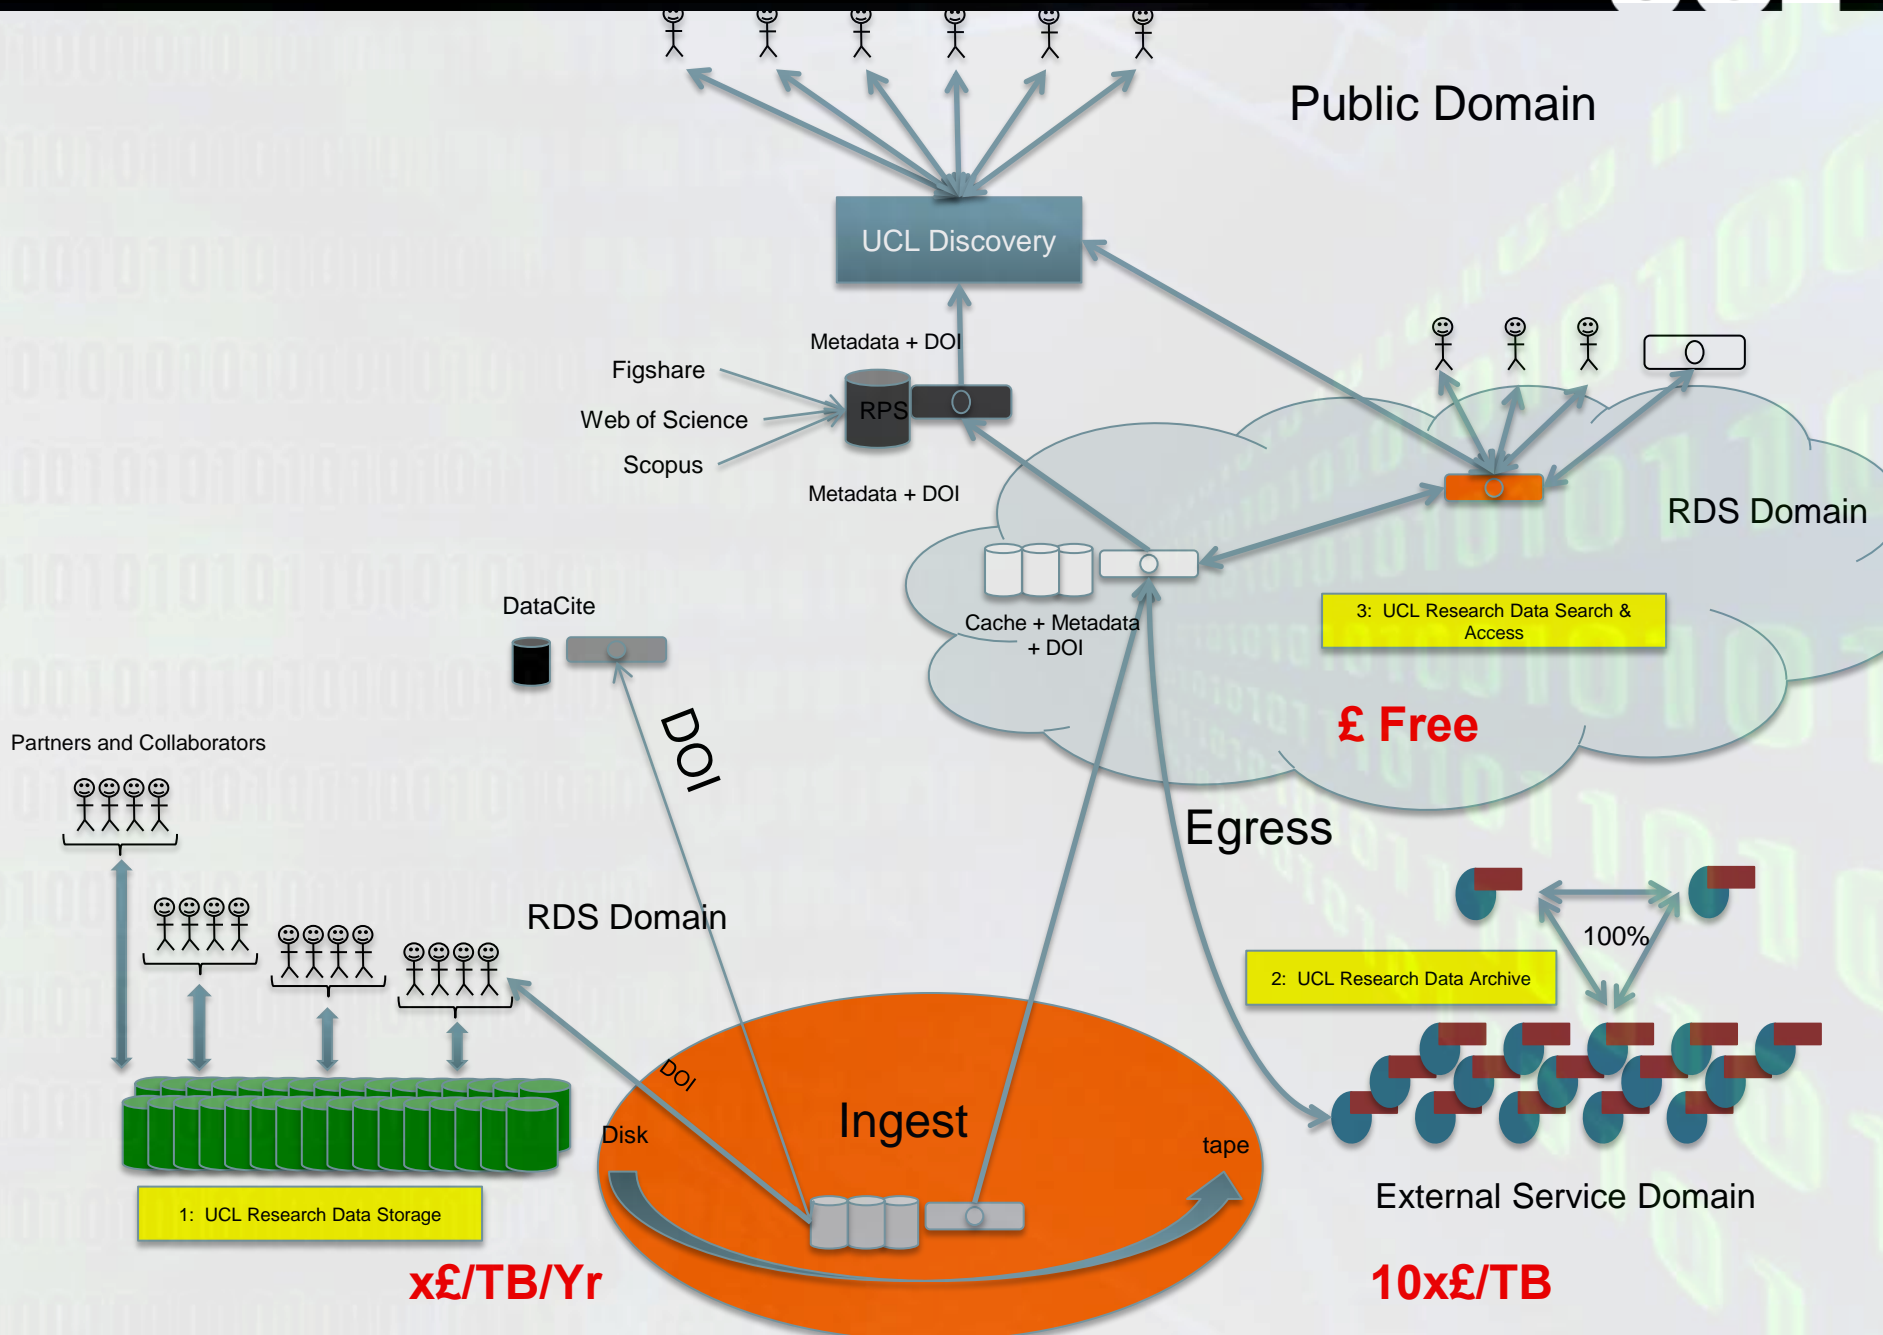 Public Domain
UCL Discovery
Metadata + DOI
Figshare
RPS
Web of Science
Scopus
Metadata + DOI
RDS Domain
DataCite
Cache + Metadata
+ DOI
3: UCL Research Data Search &
Access
DOI
£ Free
Partners and Collaborators
Egress
RDS Domain
100%
2: UCL Research Data Archive
DOI
Ingest
Disk
tape
1: UCL Research Data Storage
External Service Domain
x£/TB/Yr
10x£/TB